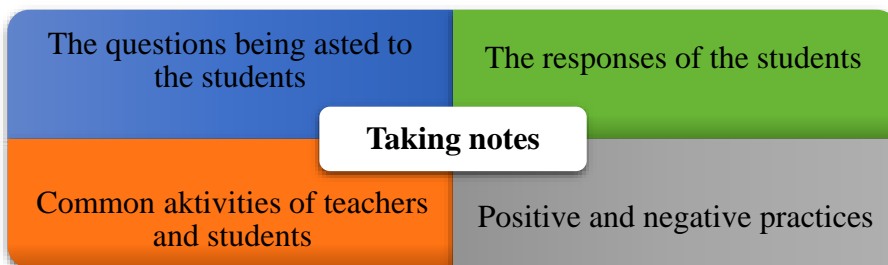 The questions being asted to
the students
The responses of the students
Taking notes
Common aktivities of teachers
and students
Positive and negative practices